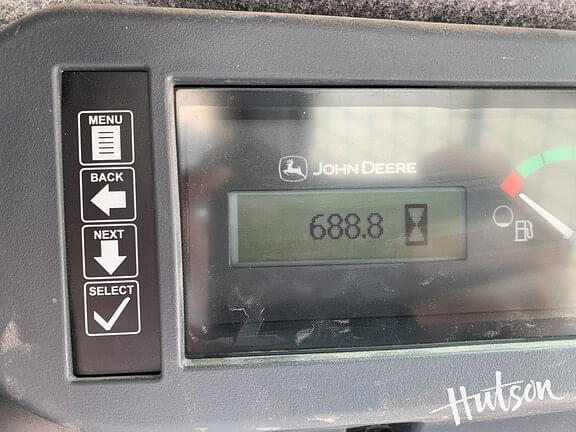 MENU
BACK
NEXT
SELECT
JOHN DEERE
688.8
Hutson